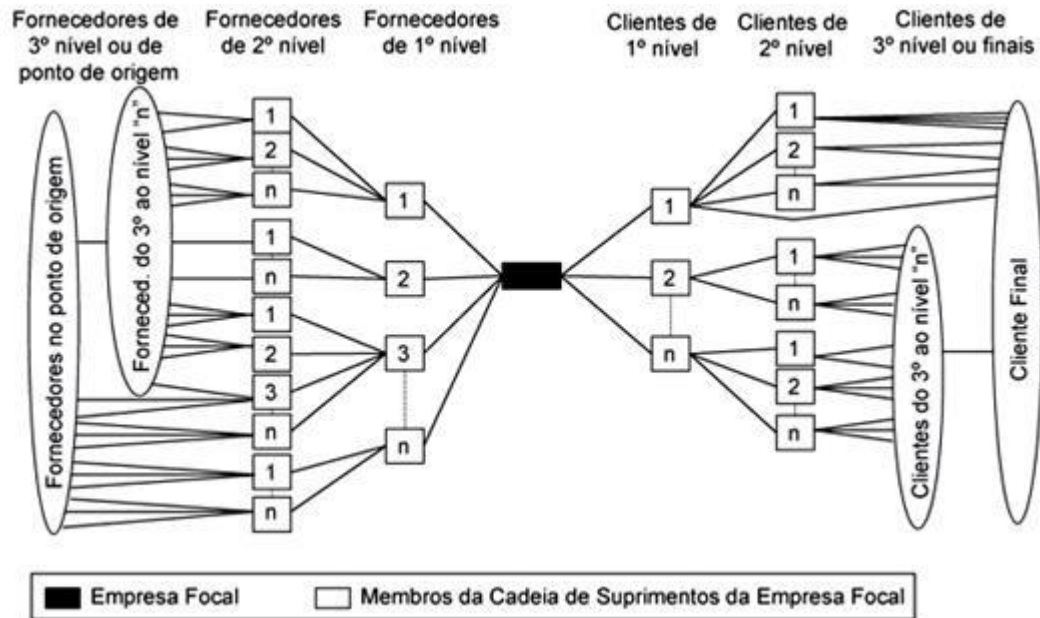 Fornecedores de
3º nível ou de
ponto de origem
Fornecedores
de 2º nível
Fornecedores
de 1º nível
Clientes de
1º nível
Clientes de
2º nível
Clientes de
3º nível ou finais
Fornecedores no ponto de origem
Forneced. do 3º ao nível "n"
1
2
n
1
n
1
2
3
n
1
n
1
2
3
n
1
2
n
1
2
n
1
n
1
2
n
Clientes do 3º ao nível "n"
Cliente Final
Empresa Focal
Membros da Cadeia de Suprimentos da Empresa Focal